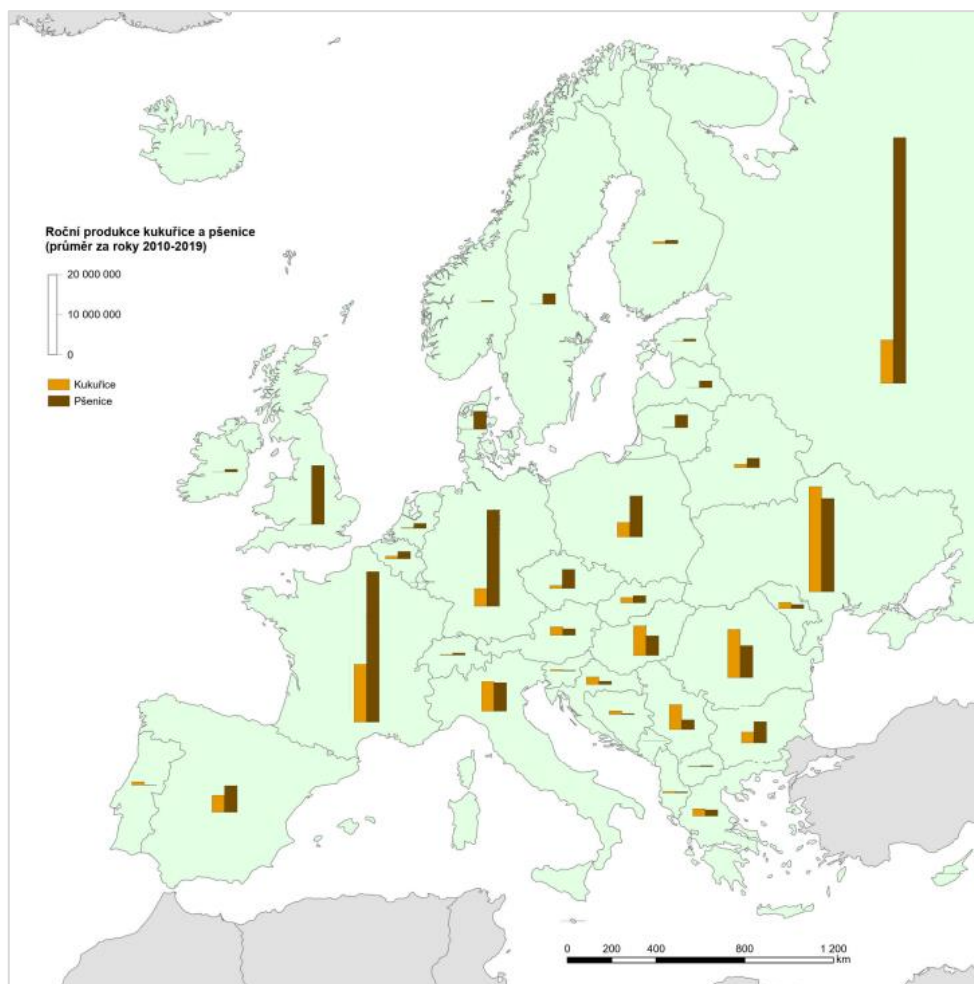 Roční produkce kukuřice a pšenice
(průměr za roky 2010-2019)
20 000 000
10 000 000
0
Kukuřice
Pšenice
0 200 400 800 1 200
km